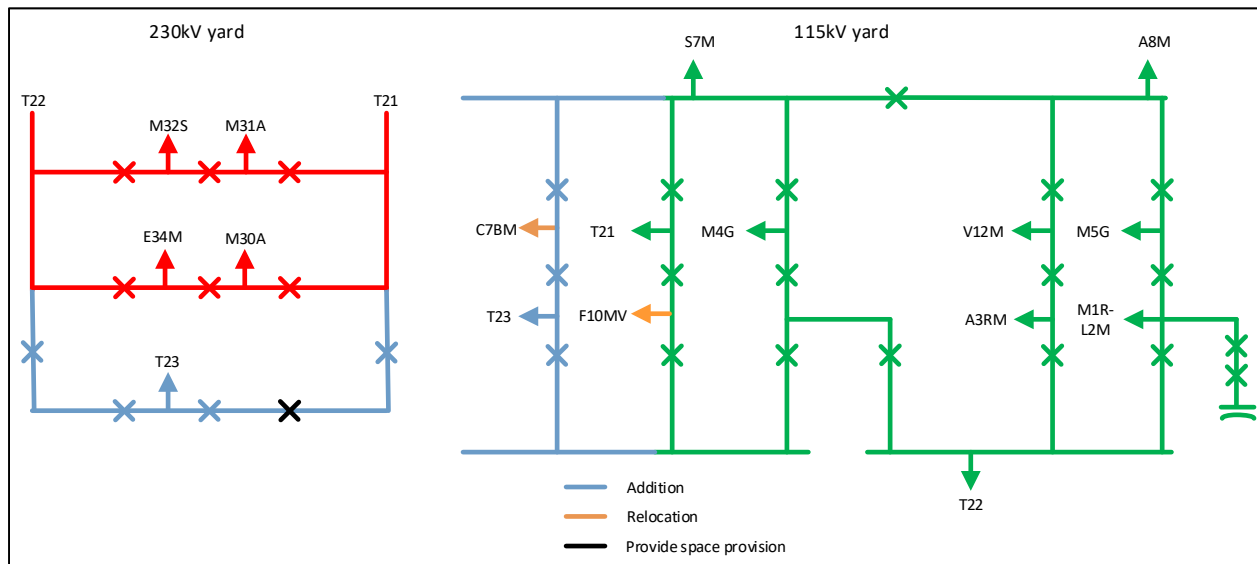 230kV yard
115kV yard
S7M
A8M
T22
T21
M32S
M31A
E34M
M30A
T23
C7BM
T21
M4G
V12M
M5G
T23
F10MV
A3RM
M1R-
L2M
T22
Addition
Relocation
Provide space provision